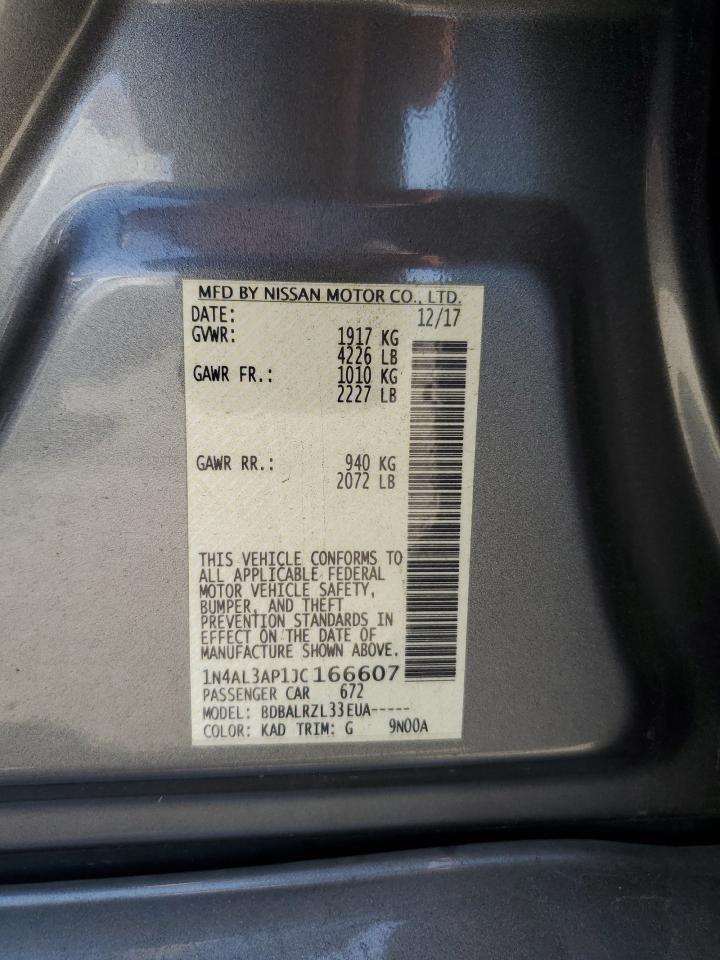 MFD BY NISSAN MOTOR CO., LTD.
DATE: 12/17
GVWR: 1917 KG
4226 LB
GAWR FR.: 1010 KG
2227 LB
GAWR RR.: 940 KG
2072 LB
THIS VEHICLE CONFORMS TO
ALL APPLICABLE FEDERAL
MOTOR VEHICLE SAFETY,
BUMPER, AND THEFT
PREVENTION STANDARDS IN
EFFECT ON THE DATE OF
MANUFACTURE SHOWN ABOVE.
1N4AL3AP1JC166607
PASSENGER CAR 672
MODEL: BDBALRZL33EUA-----
COLOR: KAD TRIM: G 9N00A